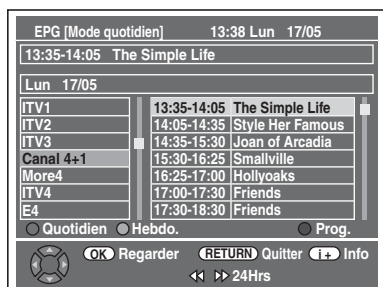 EPG [Mode quotidien] 13:38 Lun 17/05
13:35-14:05 The Simple Life
Lun 17/05
ITV1 13:35-14:05 The Simple Life
ITV2 14:05-14:35 Style Her Famous
ITV3 14:35-15:30 Joan of Arcadia
Canal 4+1 15:30-16:25 Smallville
More4 16:25-17:00 Hollyoaks
ITV4 17:00-17:30 Friends
E4 17:30-18:30 Friends
Quotidien Hebdo. Prog.
OK Regarder RETURN Quitter i+ Info
24Hrs